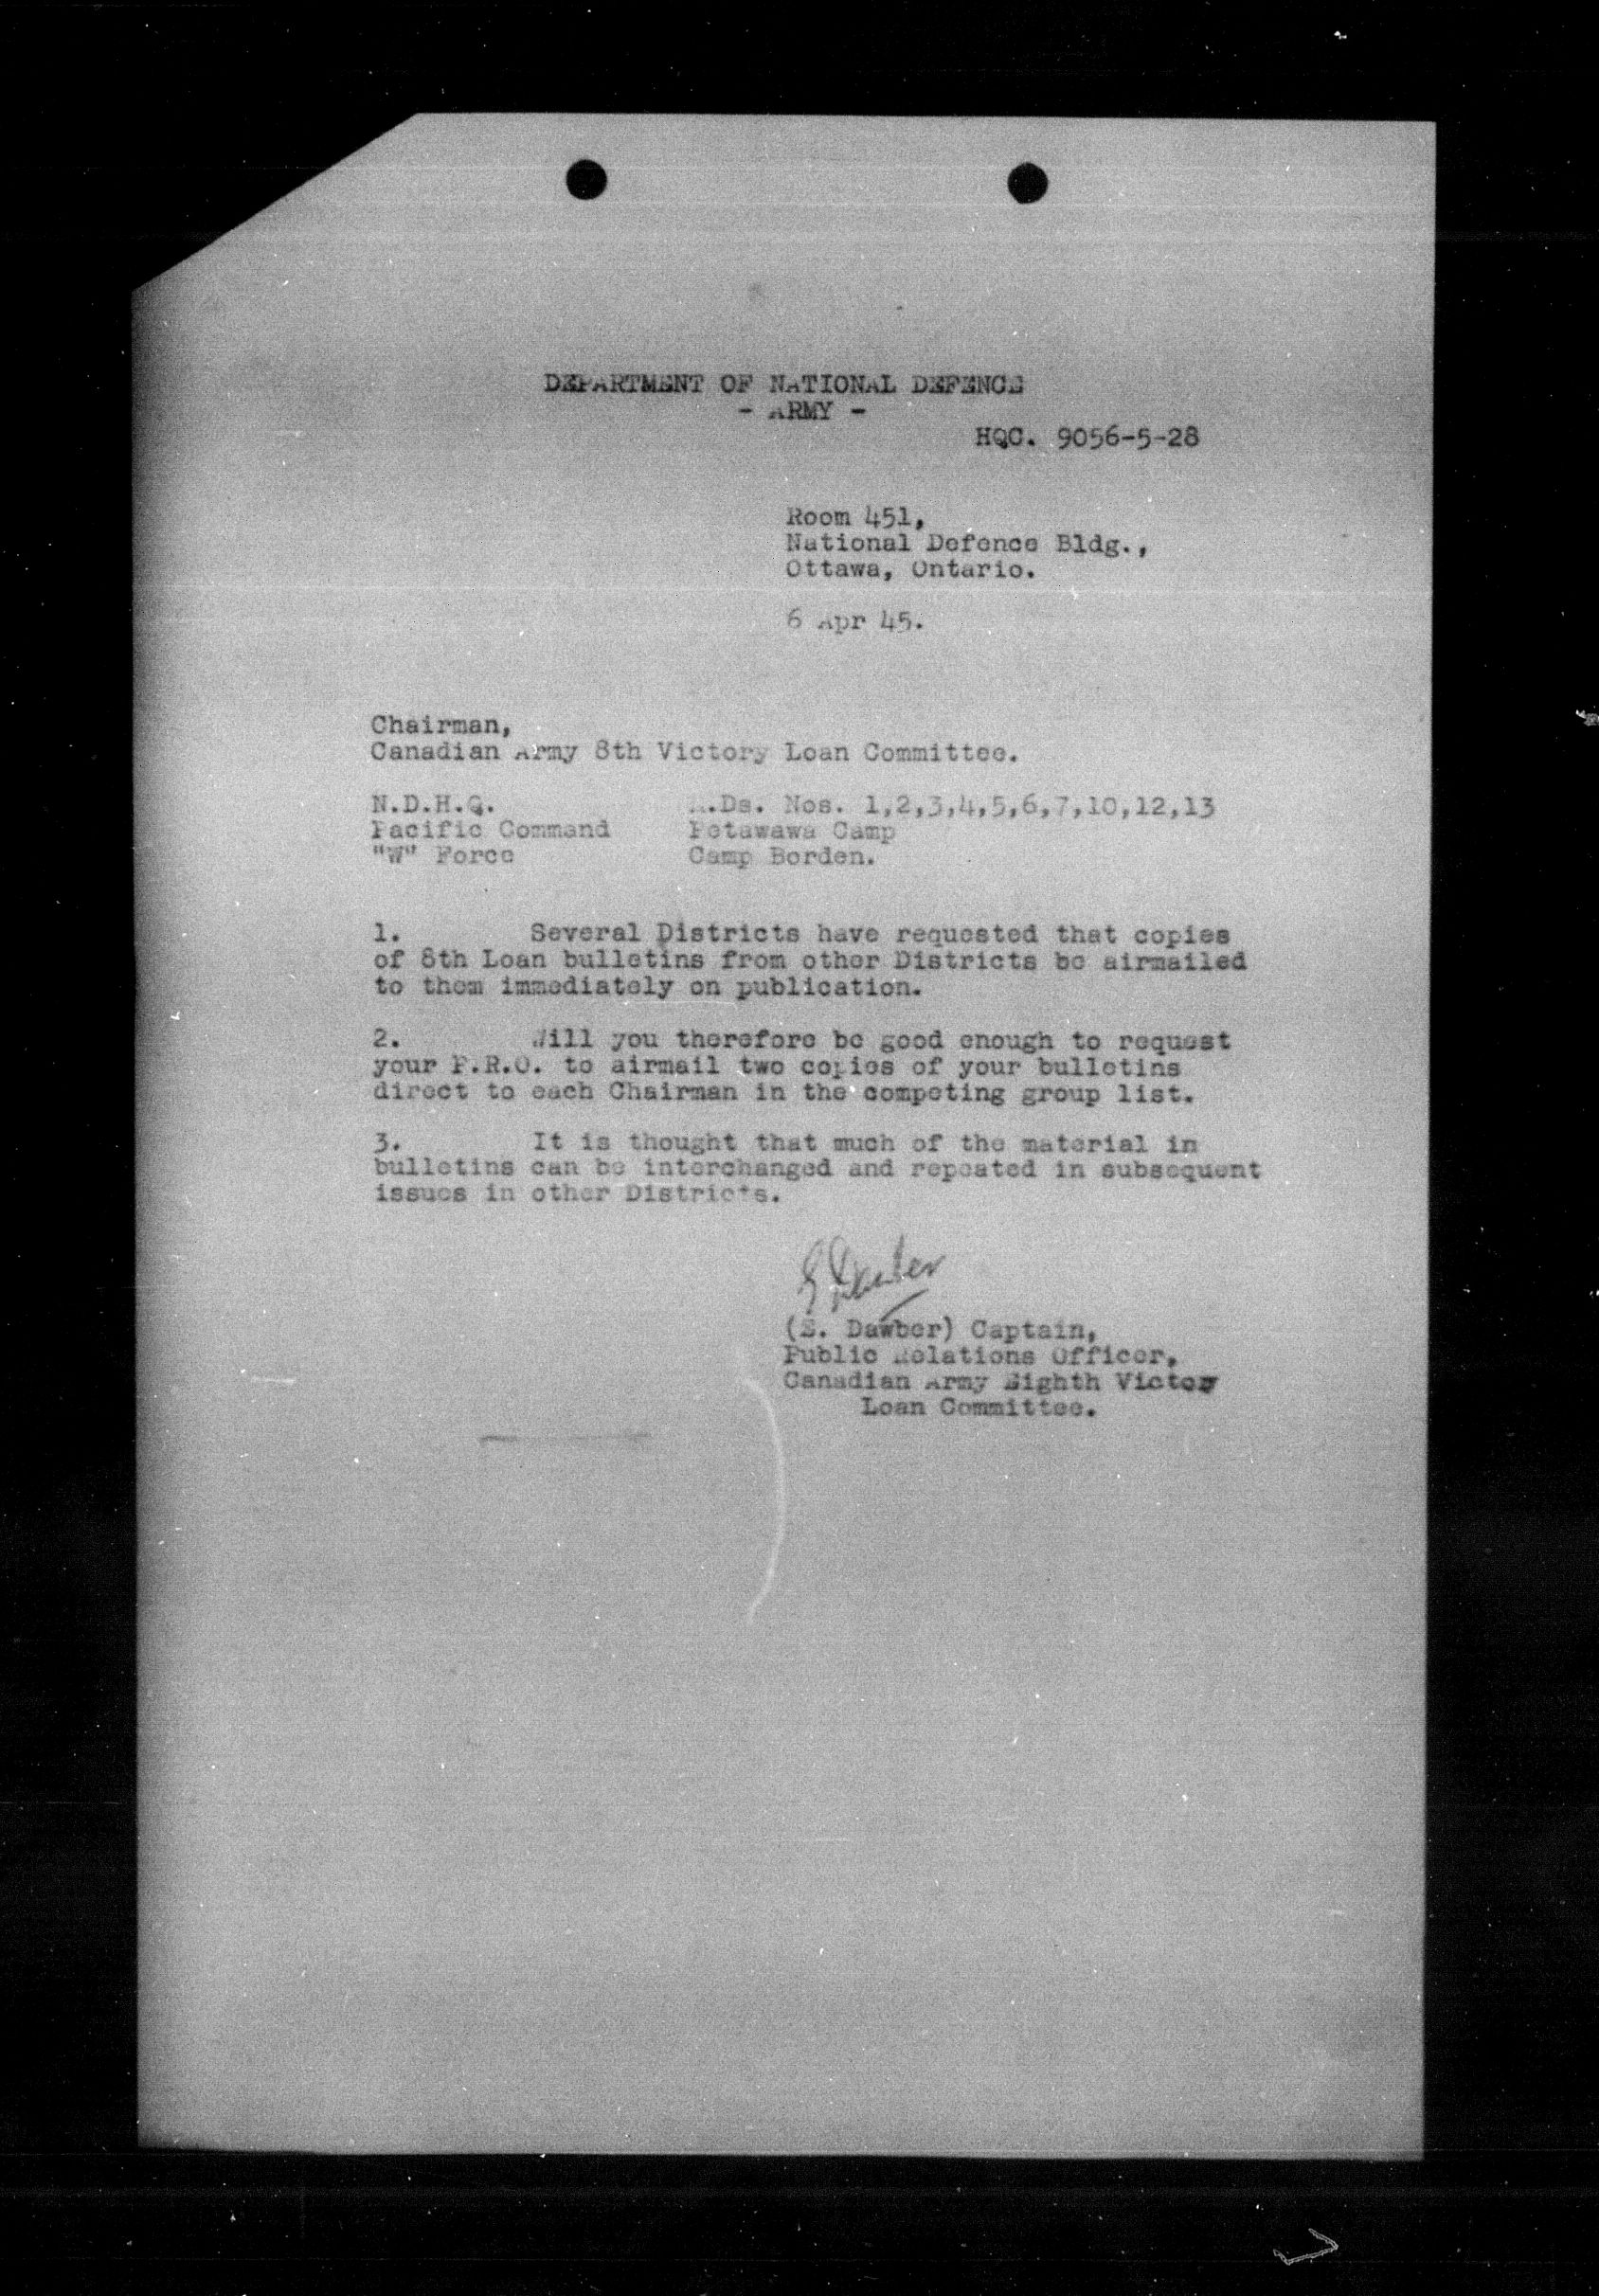 DEPARTMENT OF NATIONAL DEFENCE
- ARMY -
HQC. 9056-5-28
Room 451,
National Defence Bldg.,
Ottawa, Ontario.
6 Apr 45.
Chairman,
Canadian Army 8th Victory Loan Committee.
N.D.H.Q. M.Ds. Nos. 1,2,3,4,5,6,7,10,12,13
Pacific Command Petawawa Camp
"W" Force Camp Borden.
1. Several Districts have requested that copies
of 8th Loan bulletins from other Districts be airmailed
to them immediately on publication.
2. Will you therefore be good enough to request
your P.R.O. to airmail two copies of your bulletins
direct to each Chairman in the competing group list.
3. It is thought that much of the material in
bulletins can be interchanged and repeated in subsequent
issues in other Districts.
E Dawber
(E. Dawber) Captain,
Public Relations Officer,
Canadian Army Eighth Victory
Loan Committee.